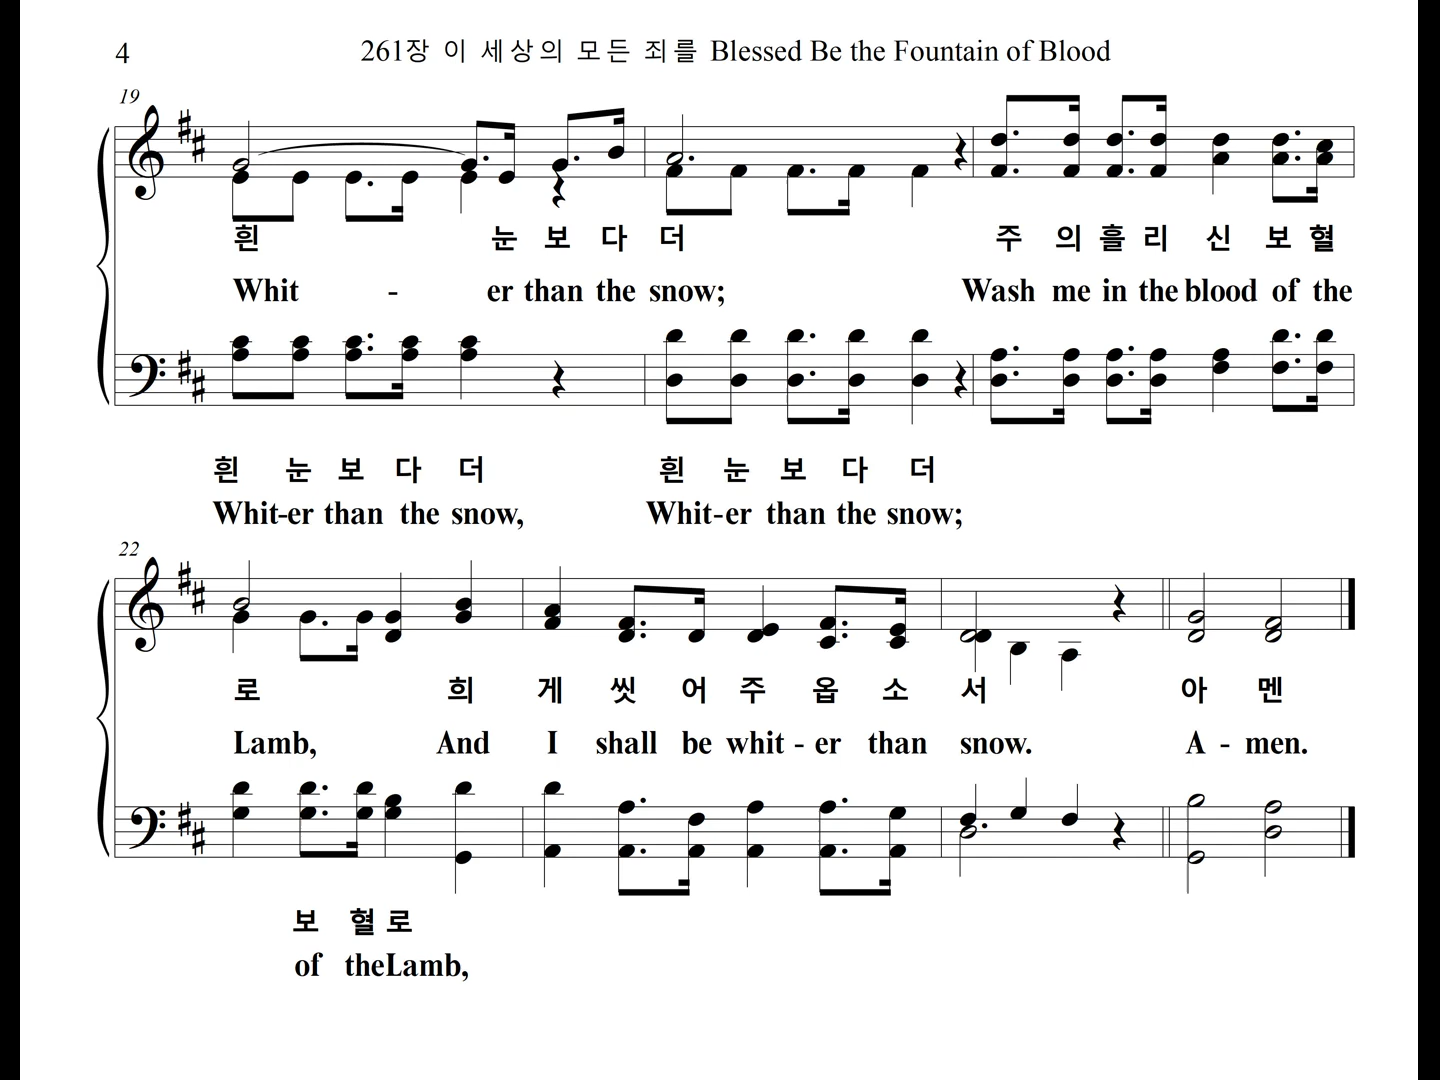 4
261장 이 세상의 모든 죄를 Blessed Be the Fountain of Blood
19
흰 눈 보 다 더 주 의 흘 리 신 보 혈
Whit - er than the snow; Wash me in the blood of the
흰 눈 보 다 더 흰 눈 보 다 더
Whit-er than the snow, Whit-er than the snow;
22
로 희 게 씻 어 주 옵 소 서 아 멘
Lamb, And I shall be whit - er than snow. A - men.
보 혈 로
of the Lamb,